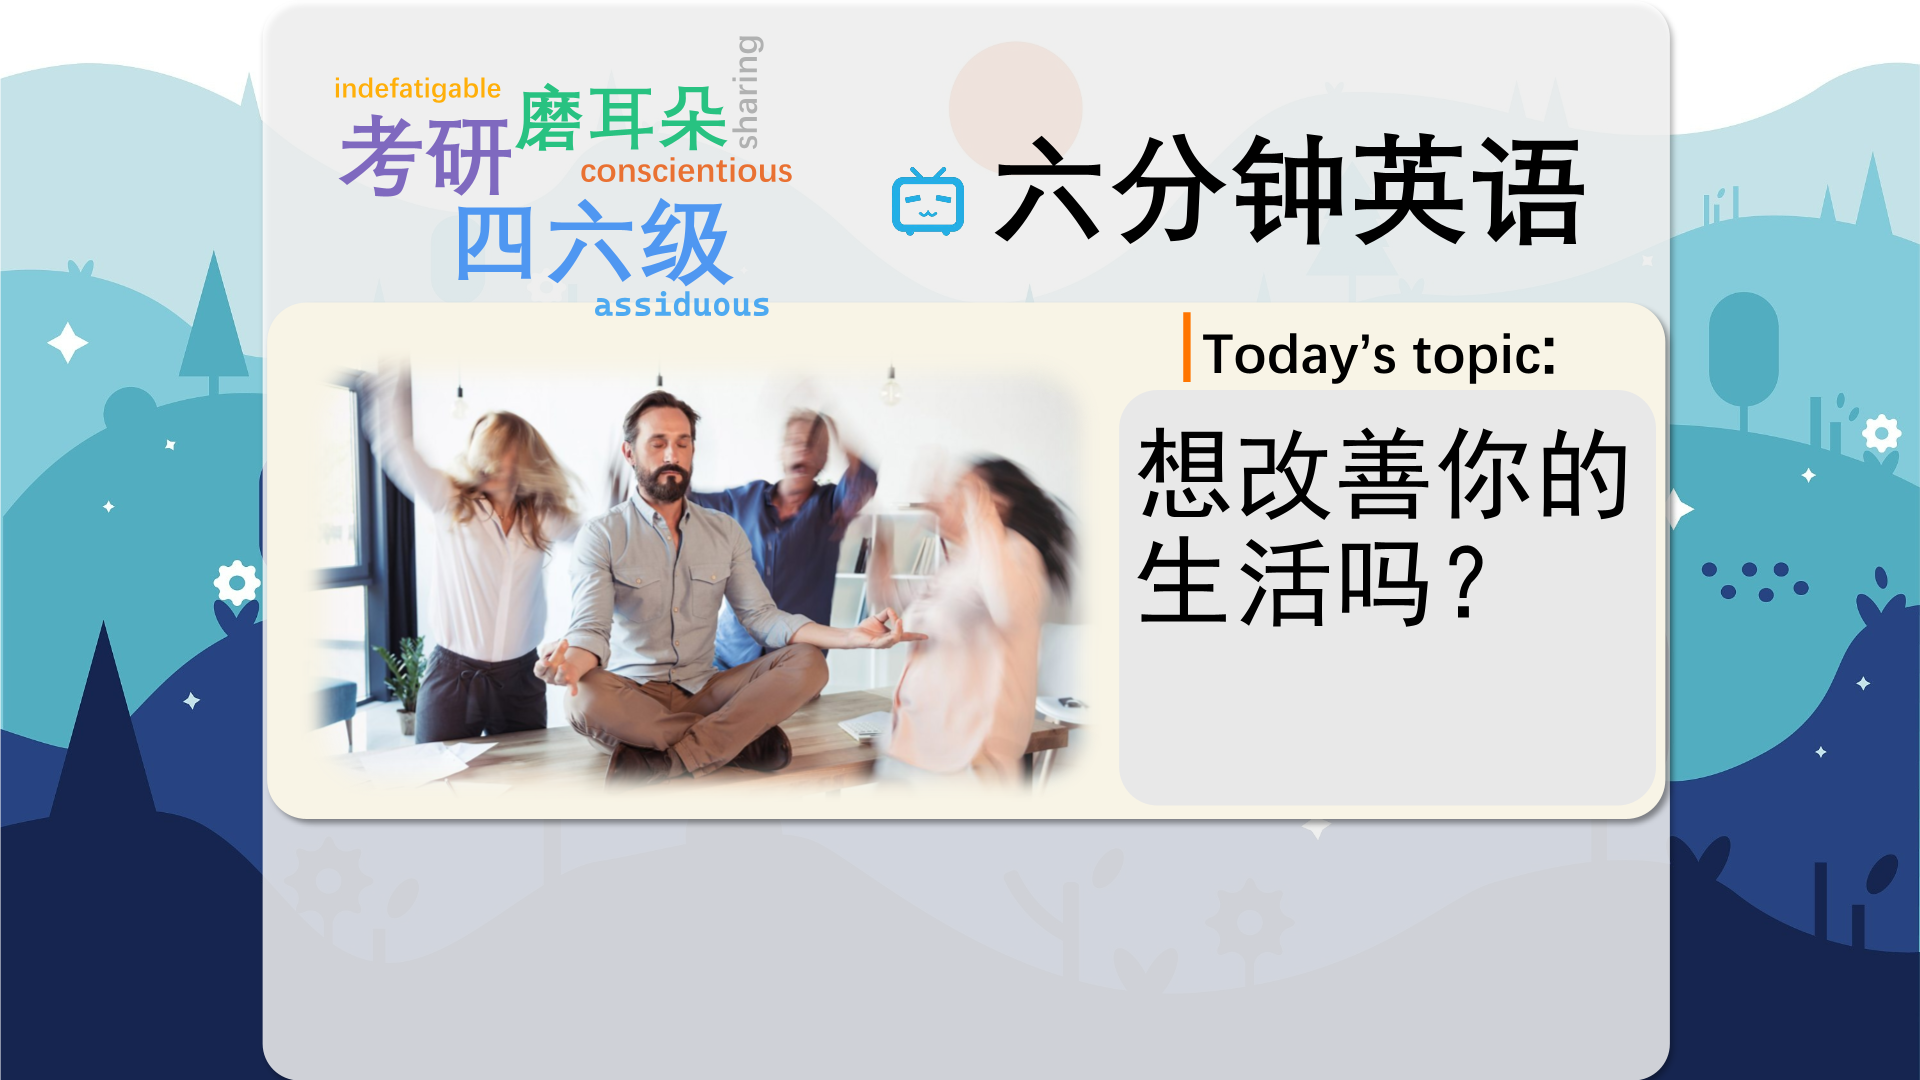 indefatigable
考研
磨耳朵
sharing
conscientious
四六级
assiduous
六分钟英语
Today’s topic:
想改善你的
生活吗？